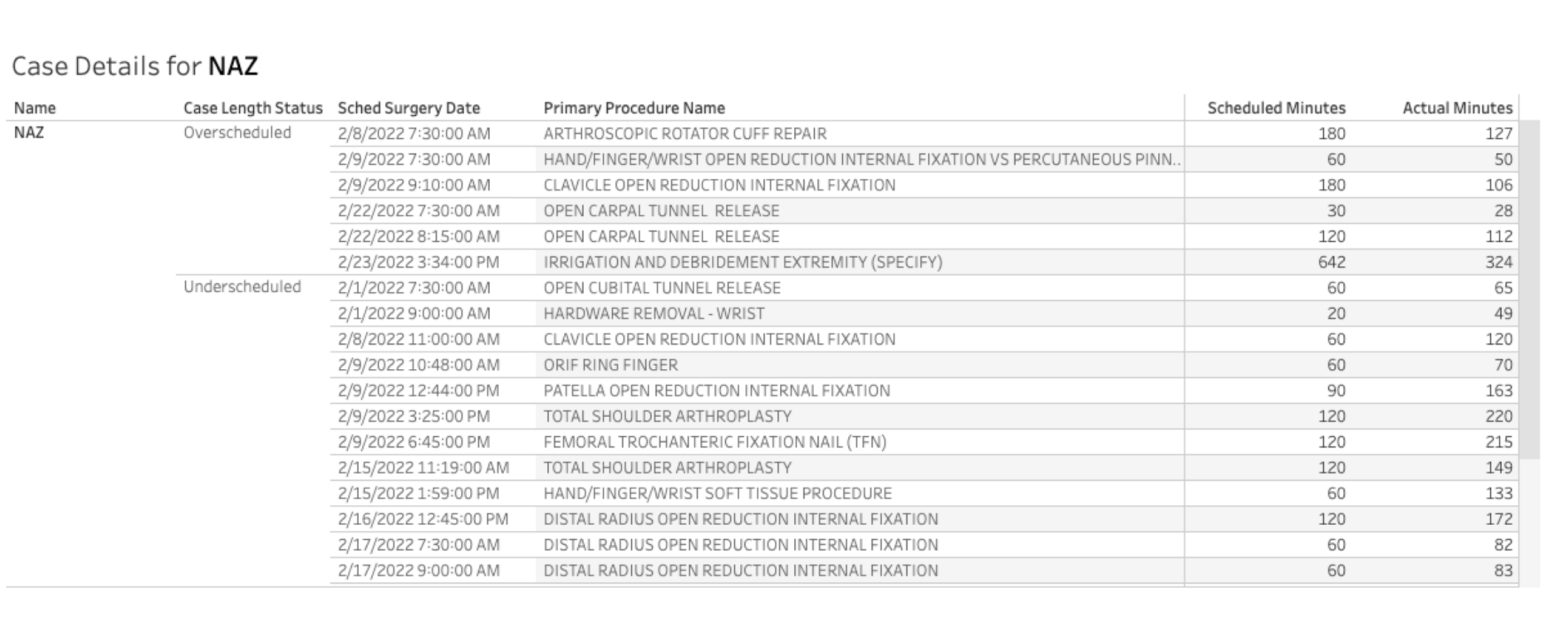 Case Details for NAZ
Name Case Length Status Sched Surgery Date Primary Procedure Name Scheduled Minutes Actual Minutes
NAZ Overscheduled 2/8/2022 7:30:00 AM ARTHROSCOPIC ROTATOR CUFF REPAIR 180 127
2/9/2022 7:30:00 AM HAND/FINGER/WRIST OPEN REDUCTION INTERNAL FIXATION VS PERCUTANEOUS PINN.. 60 50
2/9/2022 9:10:00 AM CLAVICLE OPEN REDUCTION INTERNAL FIXATION 180 106
2/22/2022 7:30:00 AM OPEN CARPAL TUNNEL RELEASE 30 28
2/22/2022 8:15:00 AM OPEN CARPAL TUNNEL RELEASE 120 112
2/23/2022 3:34:00 PM IRRIGATION AND DEBRIDEMENT EXTREMITY (SPECIFY) 642 324
Underscheduled 2/1/2022 7:30:00 AM OPEN CUBITAL TUNNEL RELEASE 60 65
2/1/2022 9:00:00 AM HARDWARE REMOVAL - WRIST 20 49
2/8/2022 11:00:00 AM CLAVICLE OPEN REDUCTION INTERNAL FIXATION 60 120
2/9/2022 10:48:00 AM ORIF RING FINGER 60 70
2/9/2022 12:44:00 PM PATELLA OPEN REDUCTION INTERNAL FIXATION 90 163
2/9/2022 3:25:00 PM TOTAL SHOULDER ARTHROPLASTY 120 220
2/9/2022 6:45:00 PM FEMORAL TROCHANTERIC FIXATION NAIL (TFN) 120 215
2/15/2022 11:19:00 AM TOTAL SHOULDER ARTHROPLASTY 120 149
2/15/2022 1:59:00 PM HAND/FINGER/WRIST SOFT TISSUE PROCEDURE 60 133
2/16/2022 12:45:00 PM DISTAL RADIUS OPEN REDUCTION INTERNAL FIXATION 120 172
2/17/2022 7:30:00 AM DISTAL RADIUS OPEN REDUCTION INTERNAL FIXATION 60 82
2/17/2022 9:00:00 AM DISTAL RADIUS OPEN REDUCTION INTERNAL FIXATION 60 83